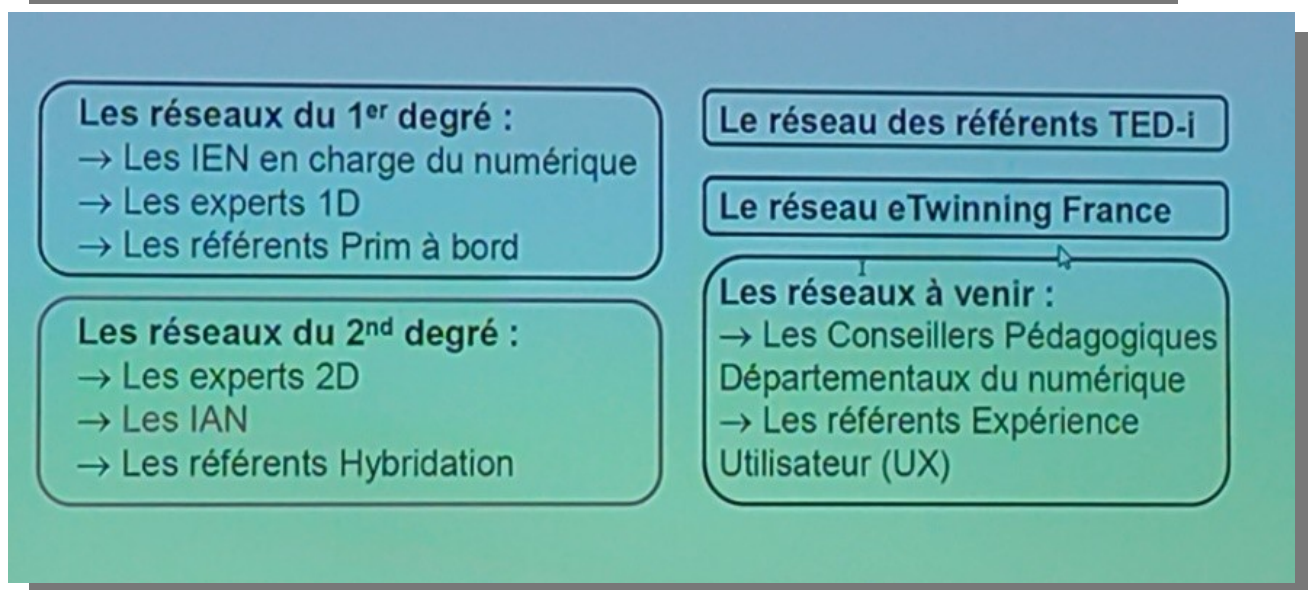 Les réseaux du 1er degré :
→ Les IEN en charge du numérique
→ Les experts 1D
→ Les référents Prim à bord
Les réseaux du 2nd degré :
→ Les experts 2D
→ Les IAN
→ Les référents Hybridation
Le réseau des référents TED-i
Le réseau eTwinning France
Les réseaux à venir :
→ Les Conseillers Pédagogiques
Départementaux du numérique
→ Les référents Expérience
Utilisateur (UX)